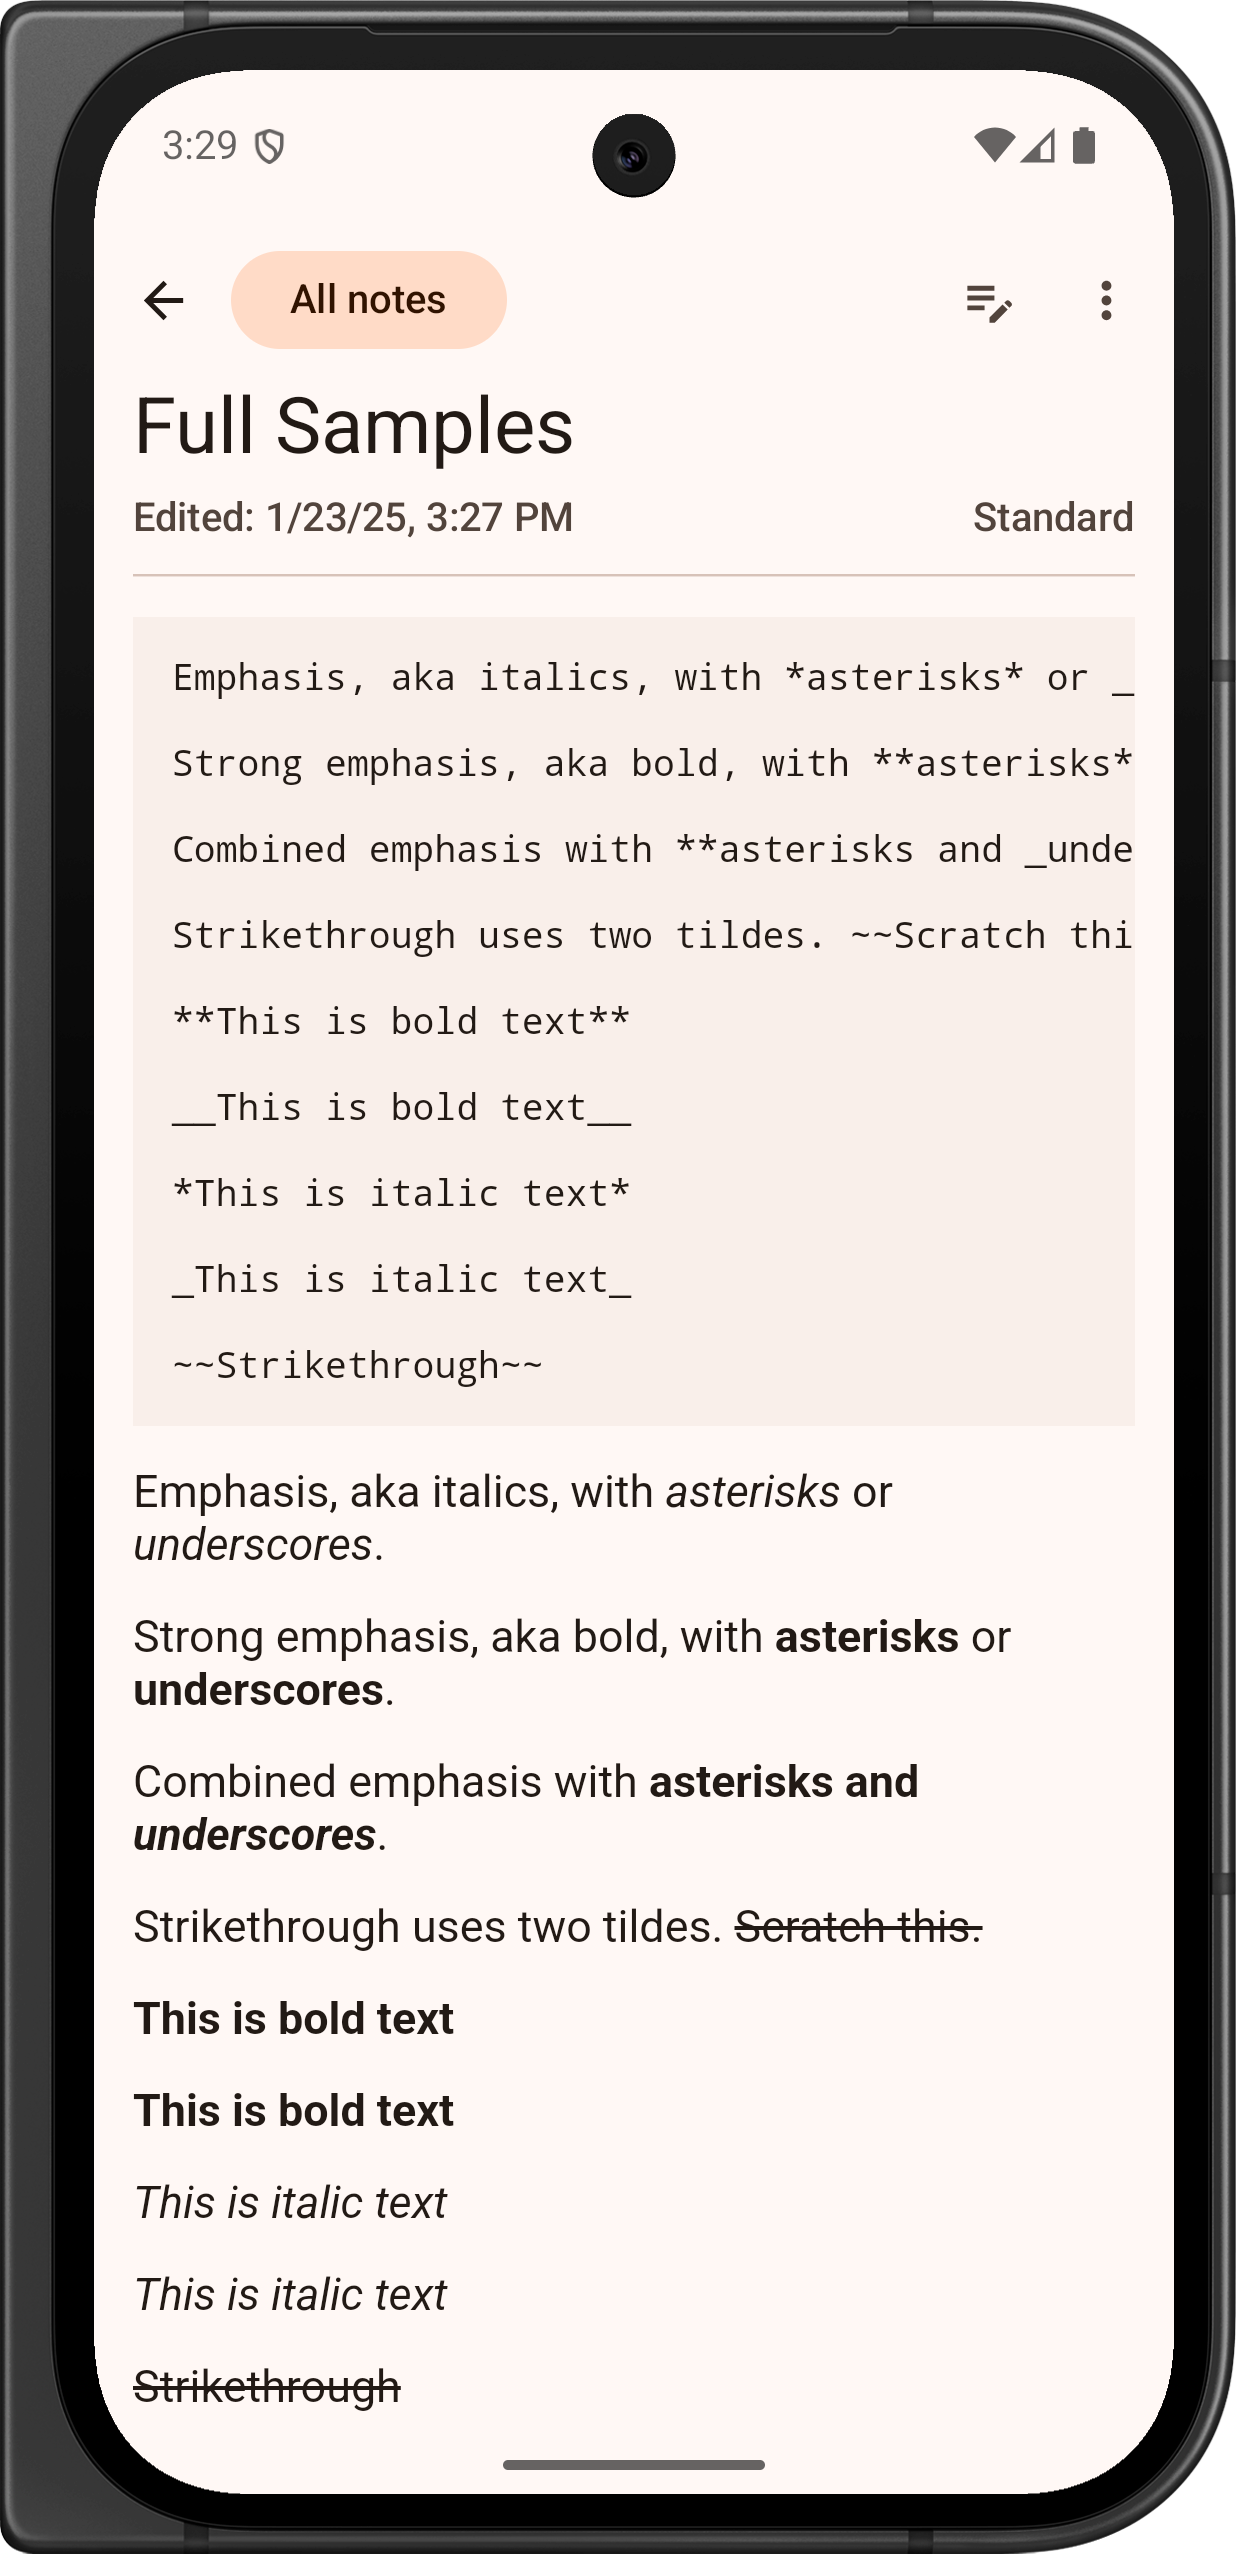 3:29
All notes
Full Samples
Edited: 1/23/25, 3:27 PM
Standard
Emphasis, aka italics, with *asterisks* or _
Strong emphasis, aka bold, with **asterisks*
Combined emphasis with **asterisks and _unde
Strikethrough uses two tildes. ~~Scratch thi
**This is bold text**
__This is bold text__
*This is italic text*
_This is italic text_
~~Strikethrough~~
Emphasis, aka italics, with asterisks or
underscores.
Strong emphasis, aka bold, with asterisks or
underscores.
Combined emphasis with asterisks and
underscores.
Strikethrough uses two tildes. Scratch this.
This is bold text
This is bold text
This is italic text
This is italic text
Strikethrough